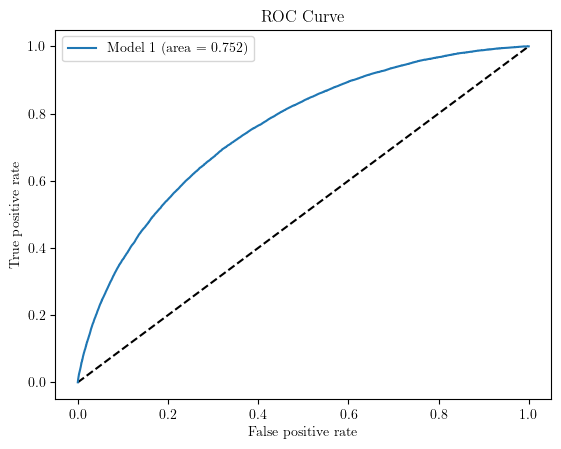 ROC Curve
Model 1 (area = 0.752)
1.0
0.8
0.6
0.4
0.2
0.0
True positive rate
0.0 0.2 0.4 0.6 0.8 1.0
False positive rate